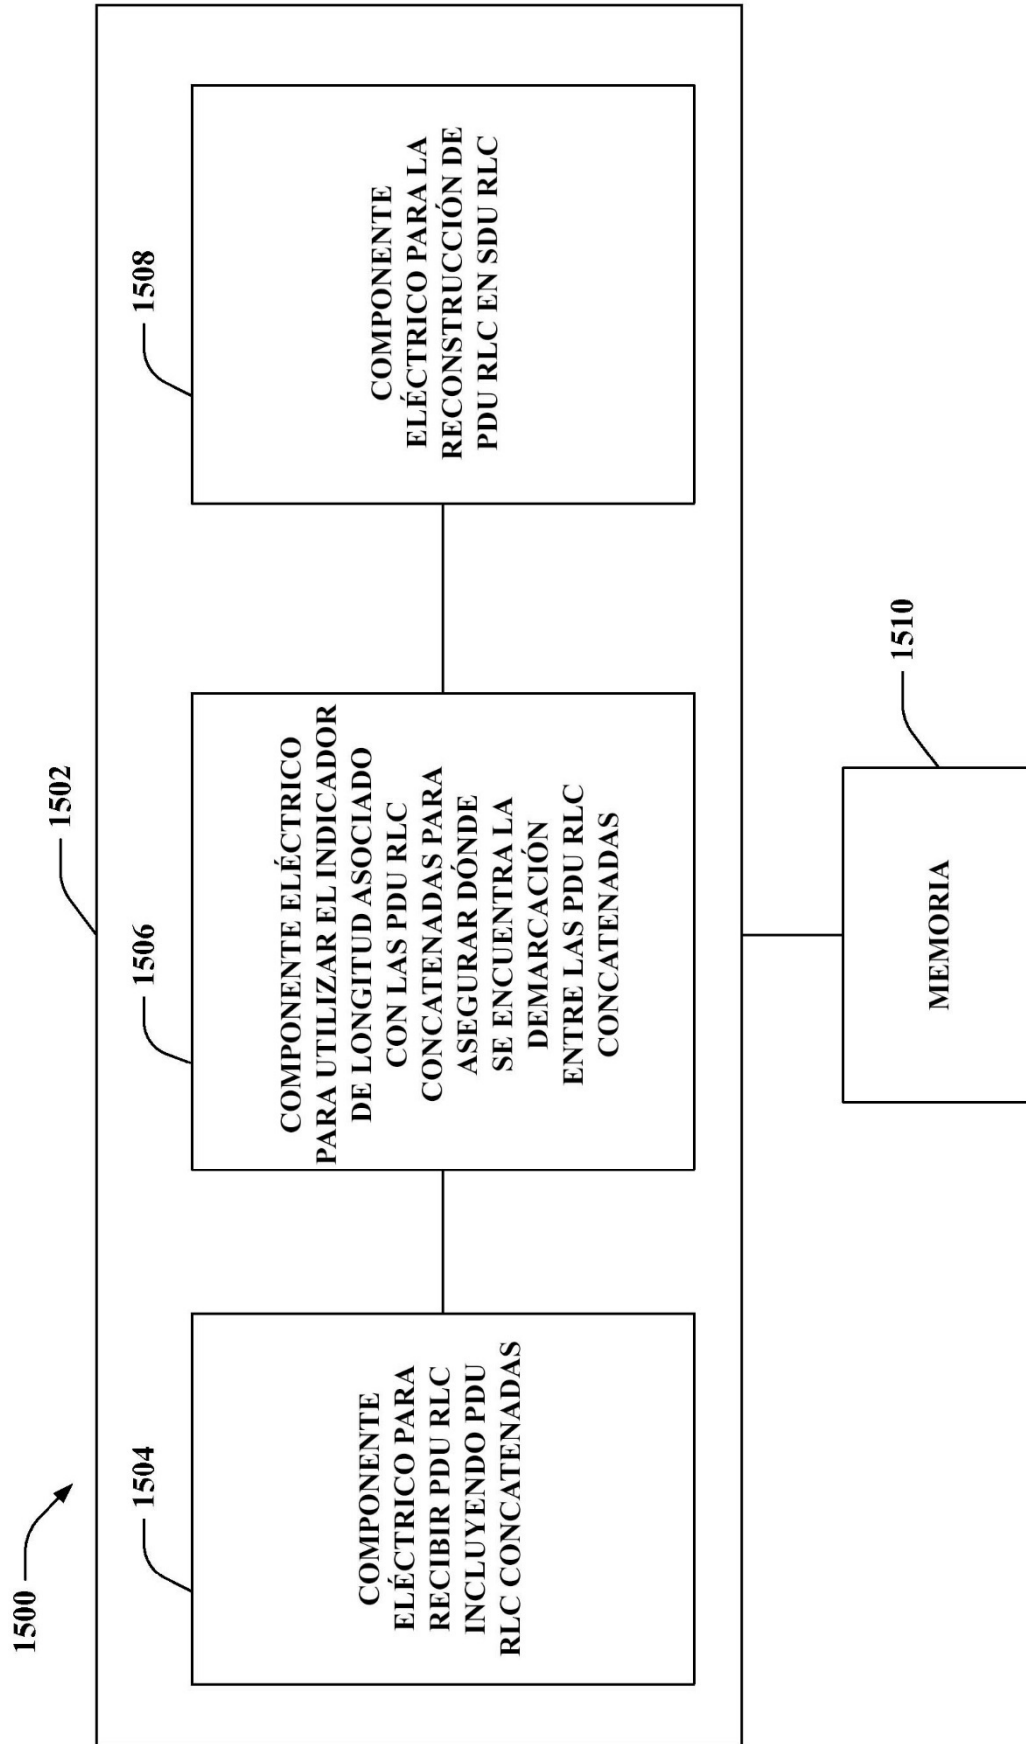 1500
1502
1504
COMPONENTE
ELÉCTRICO PARA
RECIBIR PDU RLC
INCLUYENDO PDU
RLC CONCATENADAS
1506
COMPONENTE ELÉCTRICO
PARA UTILIZAR EL INDICADOR
DE LONGITUD ASOCIADO
CON LAS PDU RLC
CONCATENADAS PARA
ASEGURAR DÓNDE
SE ENCUENTRA LA
DEMARCACIÓN
ENTRE LAS PDU RLC
CONCATENADAS
1508
COMPONENTE
ELÉCTRICO PARA LA
RECONSTRUCCIÓN DE
PDU RLC EN SDU RLC
1510
MEMORIA